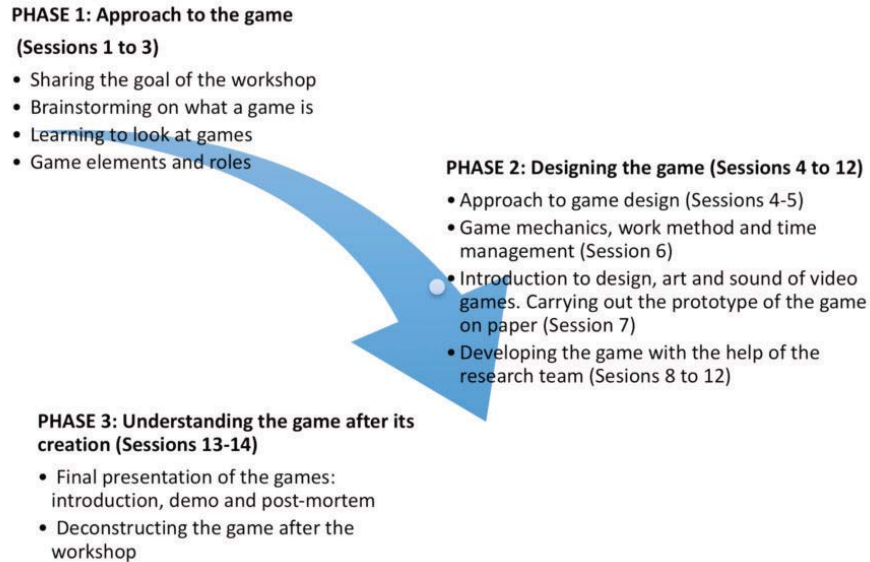 PHASE 1: Approach to the game
(Sessions 1 to 3)
• Sharing the goal of the workshop
• Brainstorming on what a game is
• Learning to look at games
• Game elements and roles
PHASE 2: Designing the game (Sessions 4 to 12)
• Approach to game design (Sessions 4-5)
• Game mechanics, work method and time
management (Session 6)
• Introduction to design, art and sound of video
games. Carrying out the prototype of the game
on paper (Session 7)
• Developing the game with the help of the
research team (Sesions 8 to 12)
PHASE 3: Understanding the game after its
creation (Sessions 13-14)
• Final presentation of the games:
introduction, demo and post-mortem
• Deconstructing the game after the
workshop